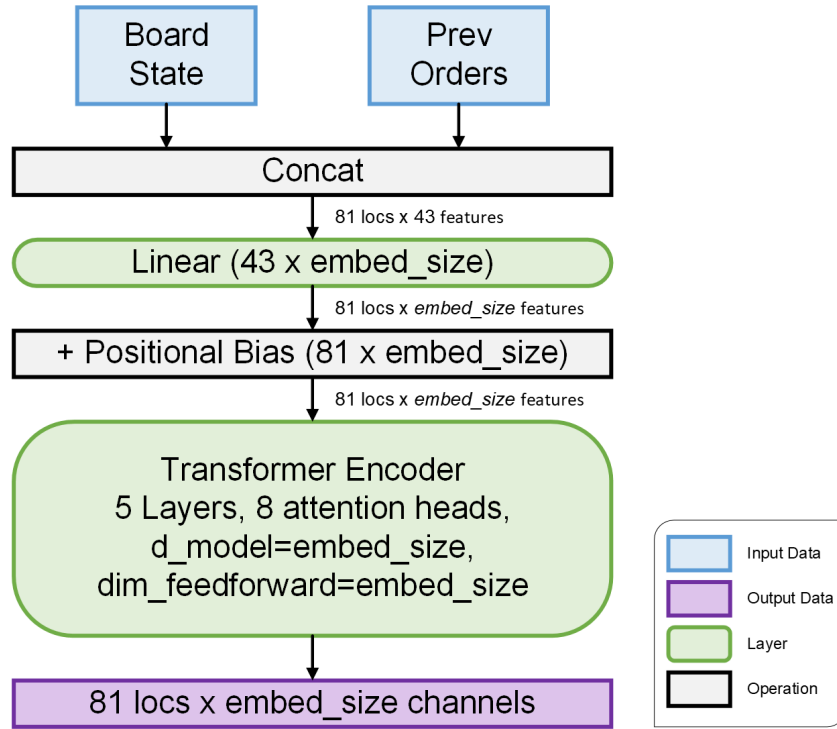 Board
State
Prev
Orders
Concat
81 locs x 43 features
Linear (43 x embed_size)
81 locs x embed_size features
+ Positional Bias (81 x embed_size)
81 locs x embed_size features
Transformer Encoder
5 Layers, 8 attention heads,
d_model=embed_size,
dim_feedforward=embed_size
81 locs x embed_size channels
Input Data
Output Data
Layer
Operation